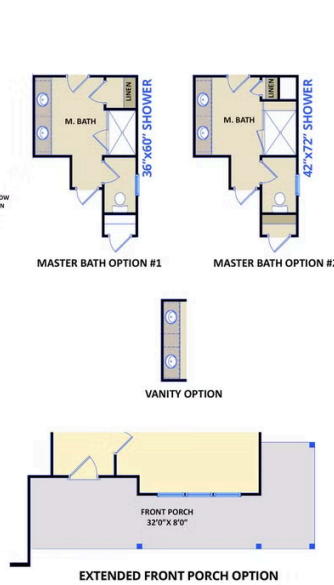 LINEN
M. BATH
36"x60" SHOWER
LINEN
M. BATH
42"x72" SHOWER
OW
N
MASTER BATH OPTION #1
MASTER BATH OPTION #2
VANITY OPTION
FRONT PORCH
32'0"X 8'0"
EXTENDED FRONT PORCH OPTION